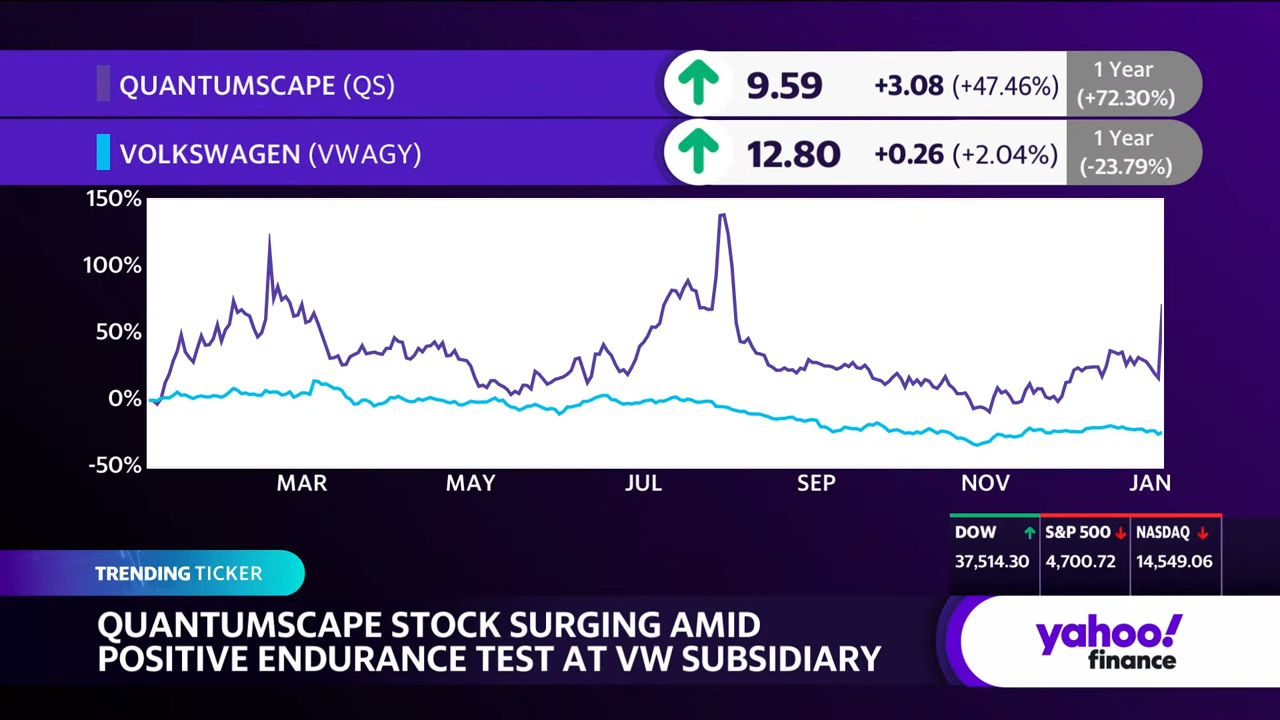 QUANTUMSCAPE (QS)
9.59
+3.08 (+47.46%)
1 Year
(+72.30%)
VOLKSWAGEN (VWAGY)
12.80
+0.26 (+2.04%)
1 Year
(-23.79%)
150%
100%
50%
0%
-50%
MAR MAY JUL SEP NOV JAN
DOW
37,514.30
S&P 500
4,700.72
NASDAQ
14,549.06
TRENDING TICKER
QUANTUMSCAPE STOCK SURGING AMID
POSITIVE ENDURANCE TEST AT VW SUBSIDIARY
yahoo!
finance